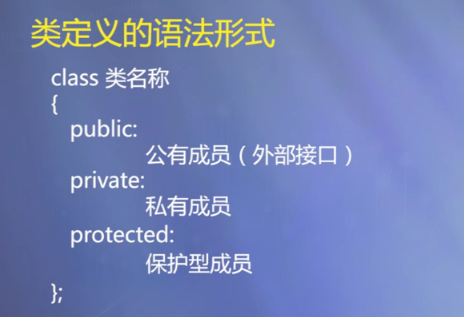 类定义的语法形式
class 类名称
{
public:
公有成员（外部接口）
private:
私有成员
protected:
保护型成员
};